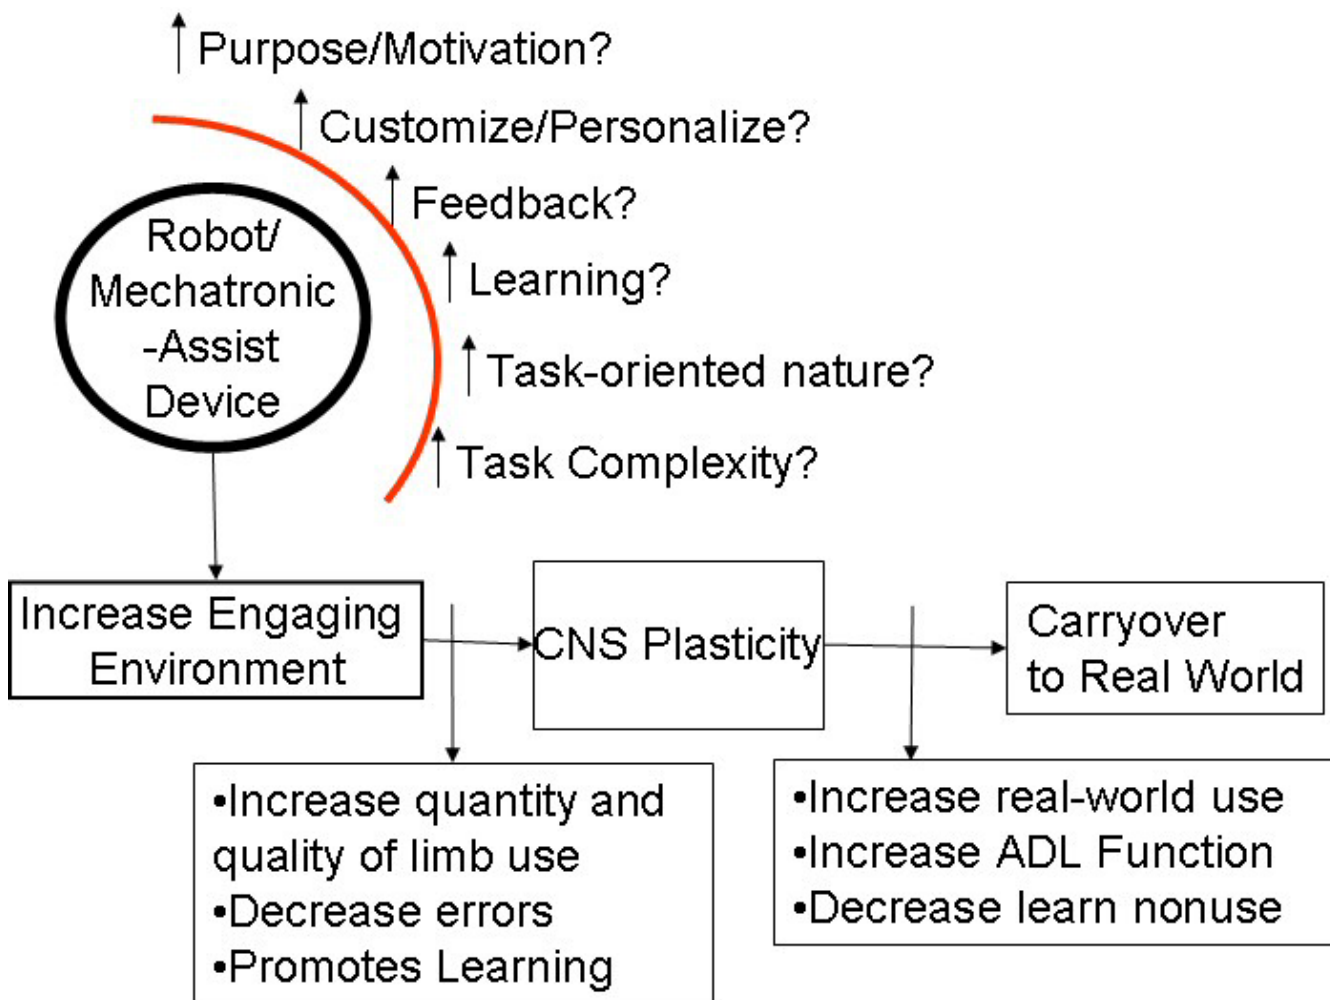 ↑ Purpose/Motivation?
↑ Customize/Personalize?
↑ Feedback?
↑ Learning?
↑ Task-oriented nature?
↑ Task Complexity?
Robot/
Mechatronic
-Assist
Device
Increase Engaging
Environment
CNS Plasticity
Carryover
to Real World
•Increase quantity and
quality of limb use
•Decrease errors
•Promotes Learning
•Increase real-world use
•Increase ADL Function
•Decrease learn nonuse